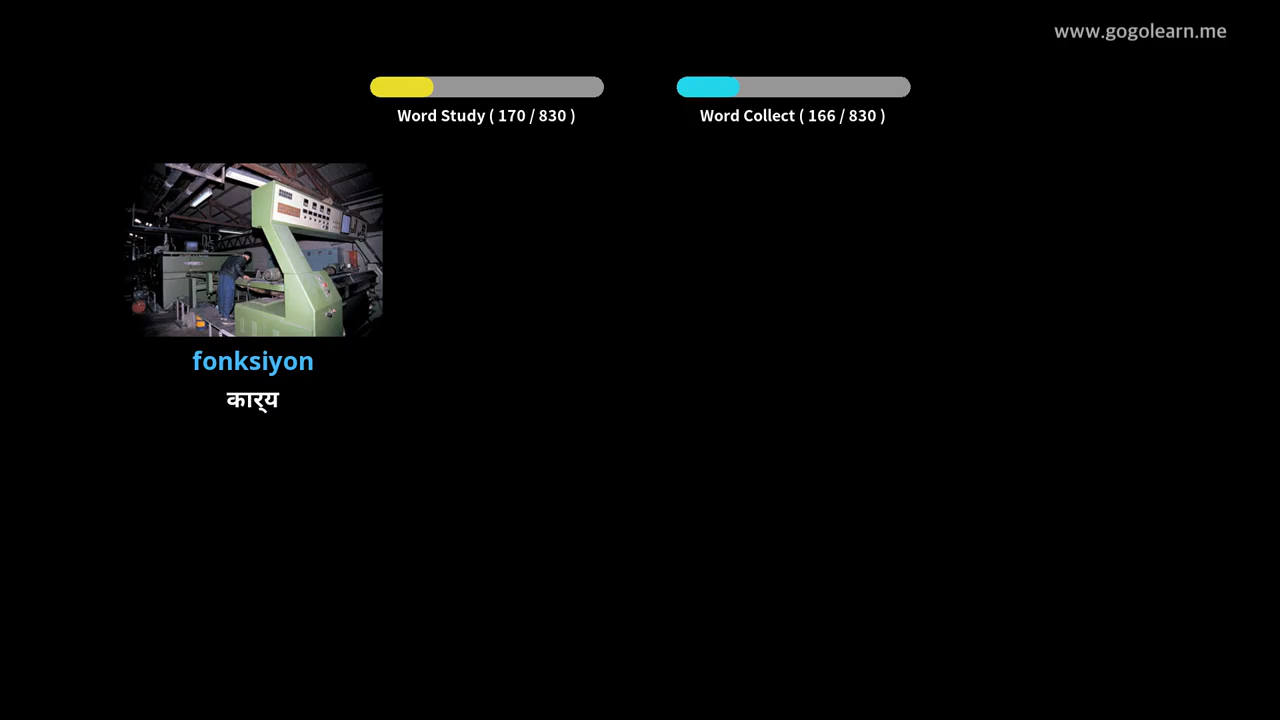 www.gogolearn.me
Word Study ( 170 / 830 )
Word Collect ( 166 / 830 )
fonksiyon
कार्य